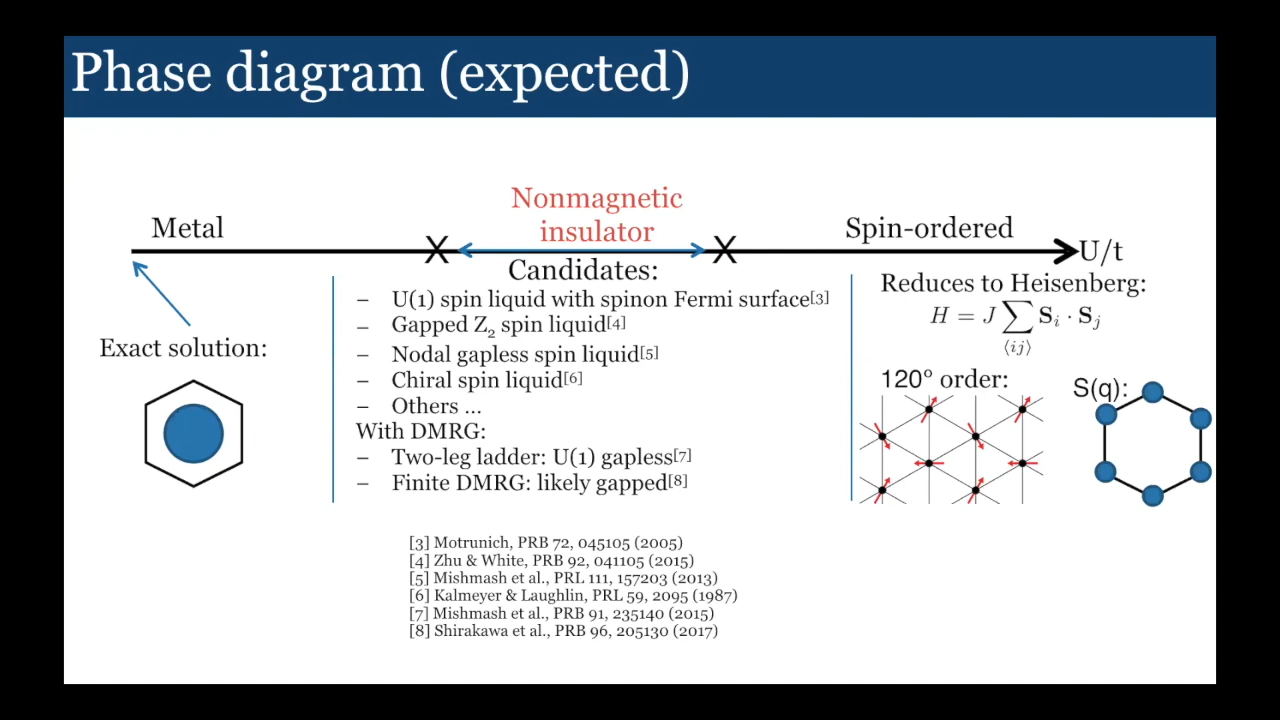 Phase diagram (expected)
Metal
Nonmagnetic
insulator
Spin-ordered
U/t
Exact solution:
Candidates:
– U(1) spin liquid with spinon Fermi surface[3]
– Gapped Z₂ spin liquid[4]
– Nodal gapless spin liquid[5]
– Chiral spin liquid[6]
– Others ...
With DMRG:
– Two-leg ladder: U(1) gapless[7]
– Finite DMRG: likely gapped[8]
Reduces to Heisenberg:
H = J ∑ S_i · S_j
⟨ij⟩
120° order:
S(q):
[3] Motrunich, PRB 72, 045105 (2005)
[4] Zhu & White, PRB 92, 041105 (2015)
[5] Mishmash et al., PRL 111, 157203 (2013)
[6] Kalmeyer & Laughlin, PRL 59, 2095 (1987)
[7] Mishmash et al., PRB 91, 235140 (2015)
[8] Shirakawa et al., PRB 96, 205130 (2017)